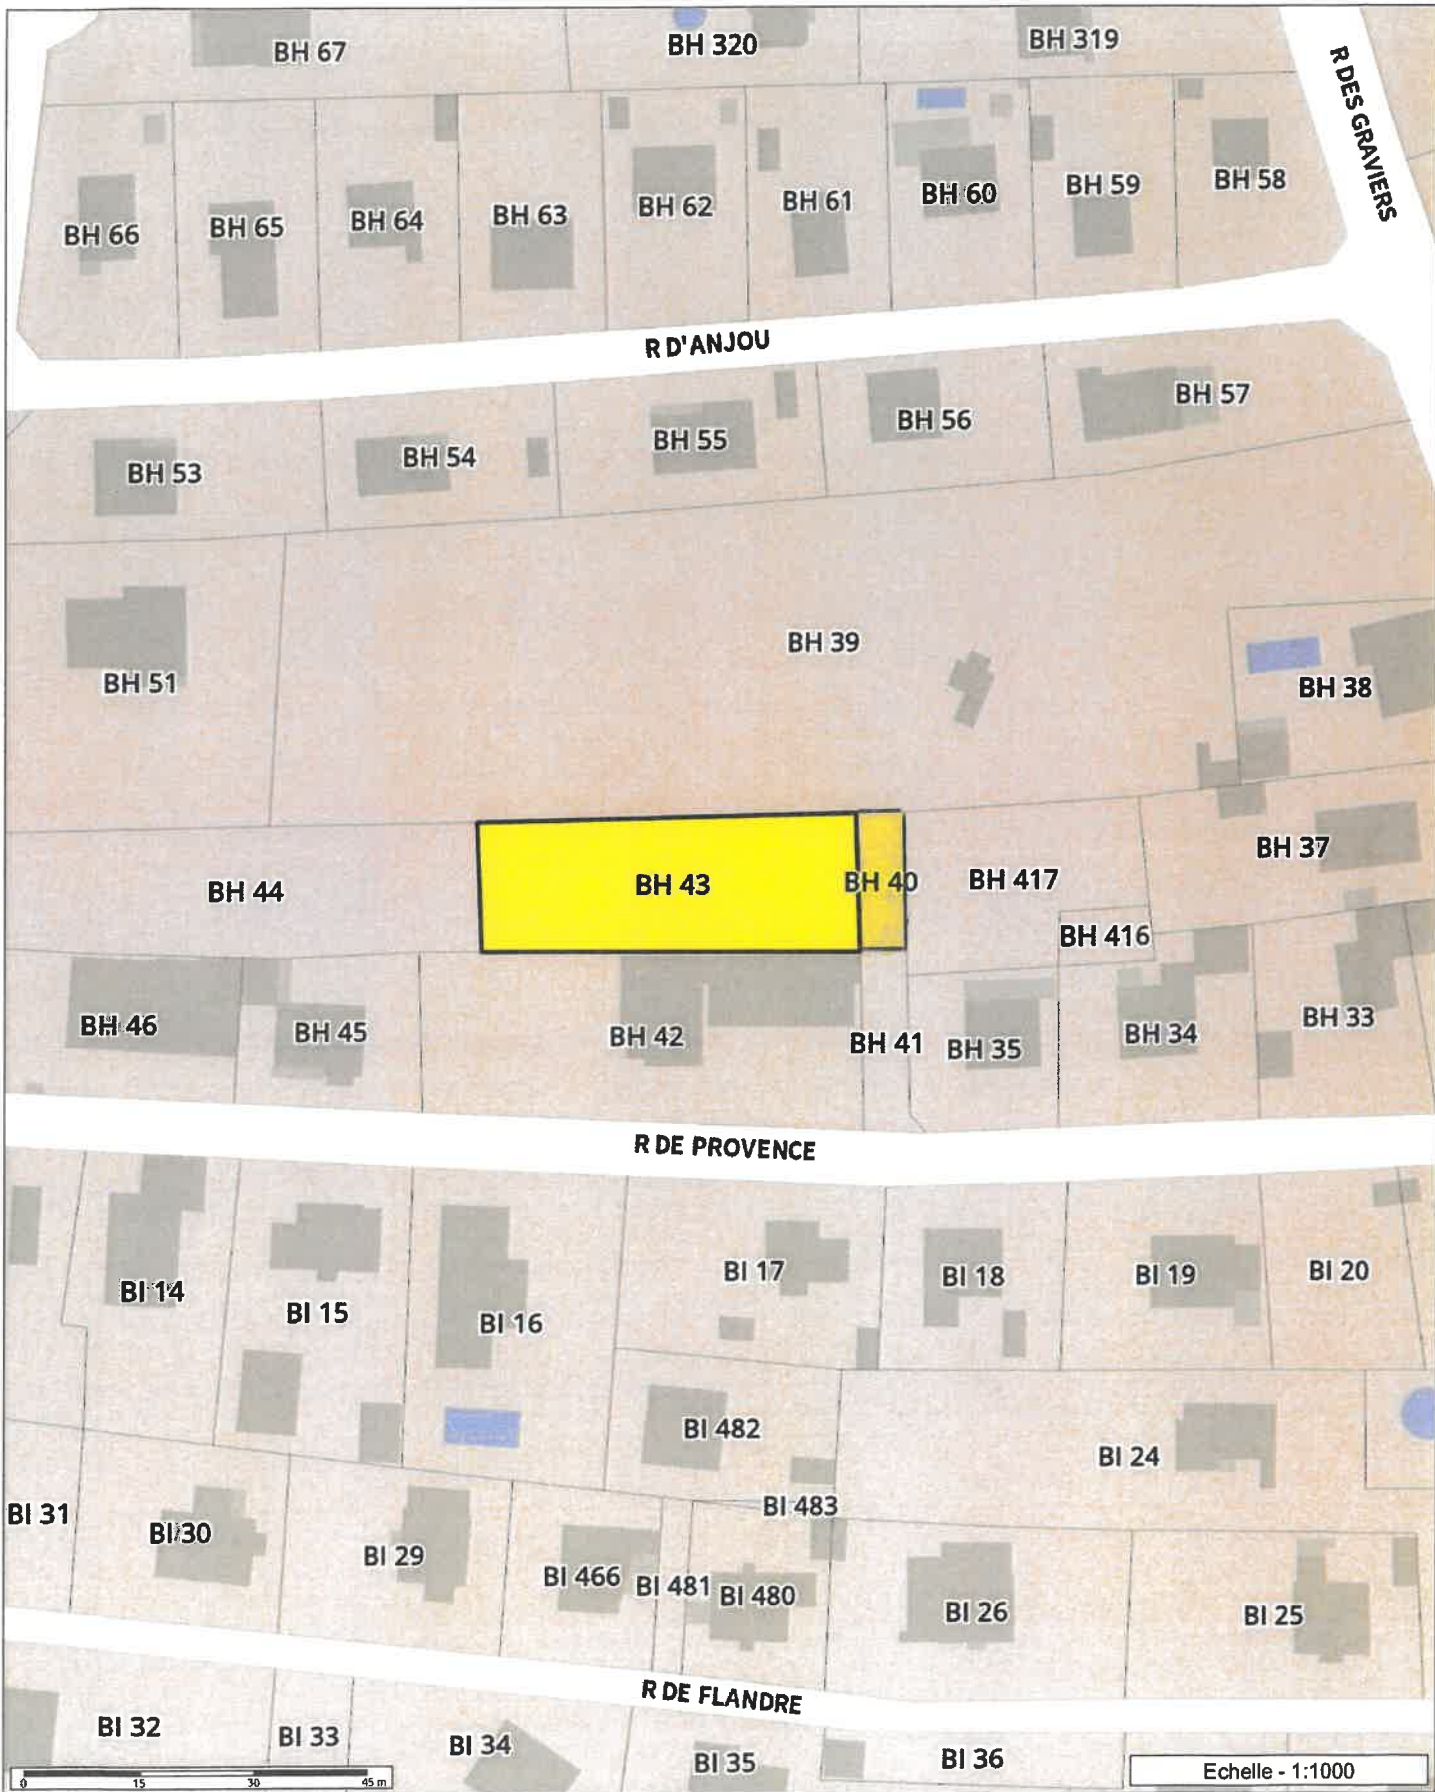 BH 67
BH 320
BH 319
R DES GRAVIERS
BH 66
BH 65
BH 64
BH 63
BH 62
BH 61
BH 60
BH 59
BH 58
R D'ANJOU
BH 53
BH 54
BH 55
BH 56
BH 57
BH 51
BH 39
BH 38
BH 44
BH 43
BH 40
BH 417
BH 37
BH 416
BH 46
BH 45
BH 42
BH 41
BH 35
BH 34
BH 33
R DE PROVENCE
BI 14
BI 15
BI 16
BI 17
BI 18
BI 19
BI 20
BI 482
BI 24
BI 483
BI 31
BI 30
BI 29
BI 466
BI 481
BI 480
BI 26
BI 25
R DE FLANDRE
BI 32
BI 33
BI 34
BI 35
BI 36
0 15 30 45 m
Echelle - 1:1000